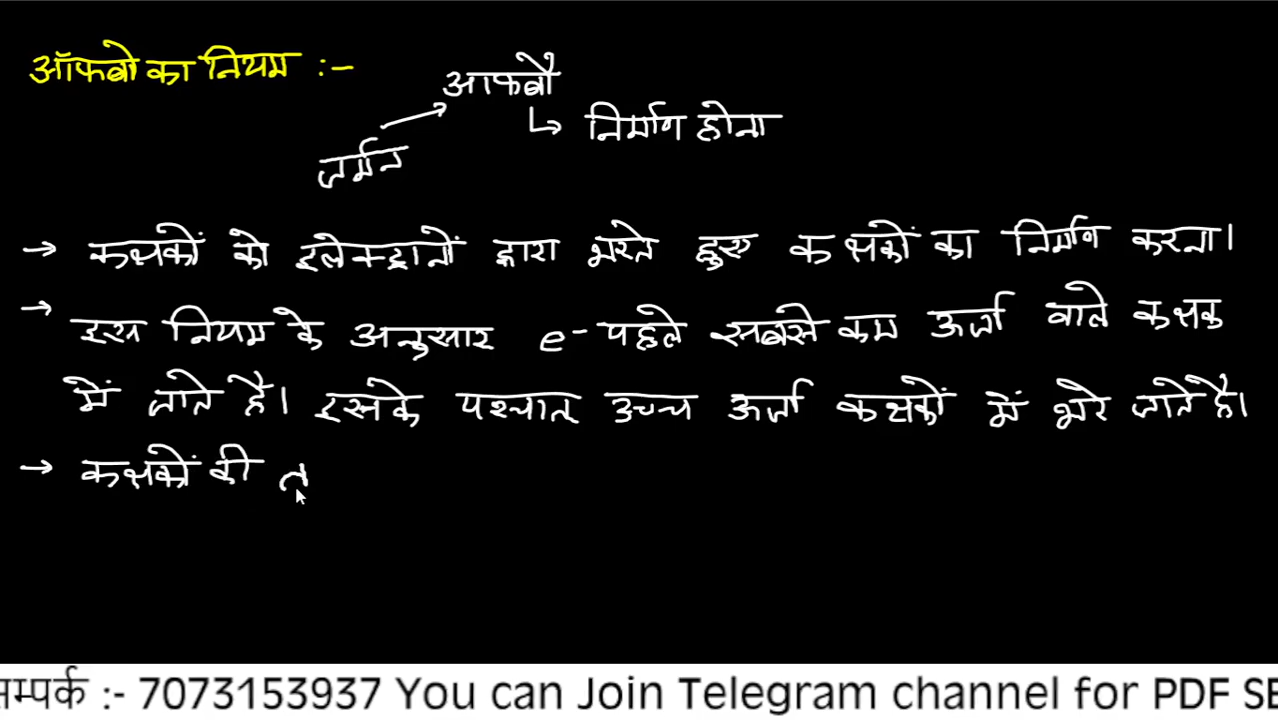 ऑफबो का नियम :-
आफबौ
↳ निर्माण होना
जर्मन
→ कक्षकों को इलेक्ट्रानों द्वारा भरते हुए कक्षकों का निर्माण करना।
→ इस नियम के अनुसार e- पहले सबसे कम ऊर्जा वाले कक्षक
में जाते है। इसके पश्चात उच्च ऊर्जा कक्षकों में भरे जाते है।
→ कक्षकों की
सम्पर्क :- 7073153937 You can Join Telegram channel for PDF SE